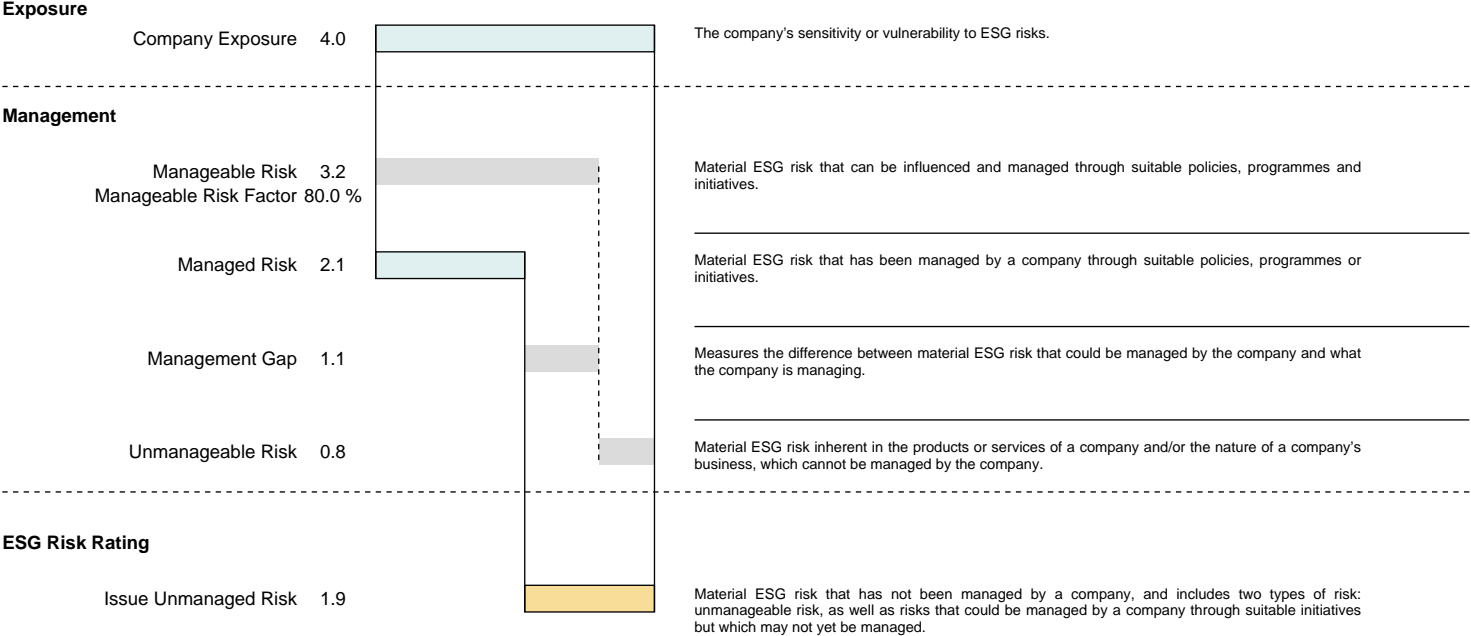 Exposure
Company Exposure 4.0
The company’s sensitivity or vulnerability to ESG risks.
Management
Manageable Risk 3.2
Manageable Risk Factor 80.0 %
Material ESG risk that can be influenced and managed through suitable policies, programmes and
initiatives.
Managed Risk 2.1
Material ESG risk that has been managed by a company through suitable policies, programmes or
initiatives.
Management Gap 1.1
Measures the difference between material ESG risk that could be managed by the company and what
the company is managing.
Unmanageable Risk 0.8
Material ESG risk inherent in the products or services of a company and/or the nature of a company’s
business, which cannot be managed by the company.
ESG Risk Rating
Issue Unmanaged Risk 1.9
Material ESG risk that has not been managed by a company, and includes two types of risk:
unmanageable risk, as well as risks that could be managed by a company through suitable initiatives
but which may not yet be managed.